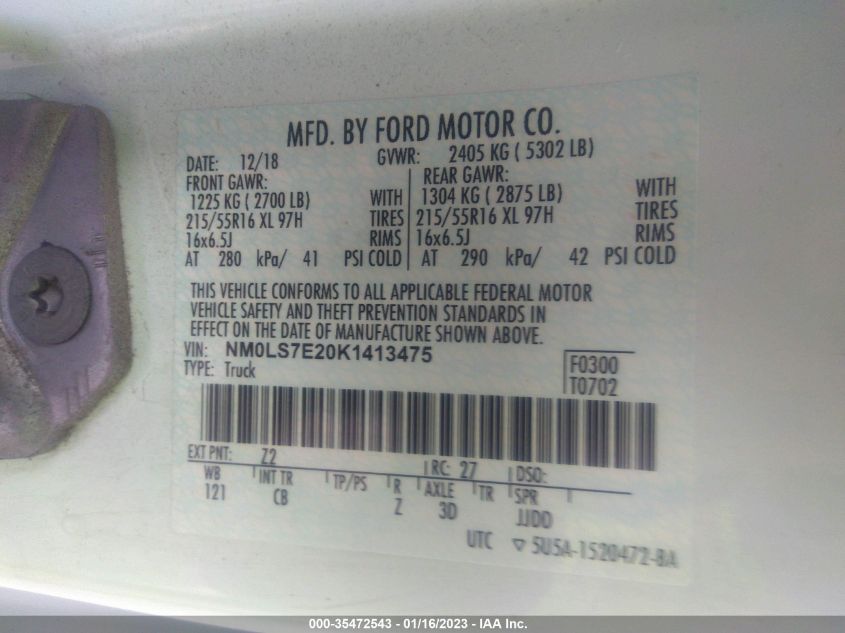 MFD. BY FORD MOTOR CO.
DATE: 12/18 GVWR: 2405 KG ( 5302 LB)
FRONT GAWR: REAR GAWR:
1225 KG ( 2700 LB) WITH 1304 KG ( 2875 LB) WITH
215/55R16 XL 97H TIRES 215/55R16 XL 97H TIRES
16x6.5J RIMS 16x6.5J RIMS
AT 280 kPa/ 41 PSI COLD AT 290 kPa/ 42 PSI COLD
THIS VEHICLE CONFORMS TO ALL APPLICABLE FEDERAL MOTOR
VEHICLE SAFETY AND THEFT PREVENTION STANDARDS IN
EFFECT ON THE DATE OF MANUFACTURE SHOWN ABOVE.
VIN: NM0LS7E20K1413475
TYPE: Truck
F0300
T0702
EXT PNT: Z2 RC: 27 DSO:
WB INT TR TP/PS R AXLE TR SPR
121 CB Z 3D JJDO
UTC ▽ 5U5A-1520472-BA
000-35472543 - 01/16/2023 - IAA Inc.